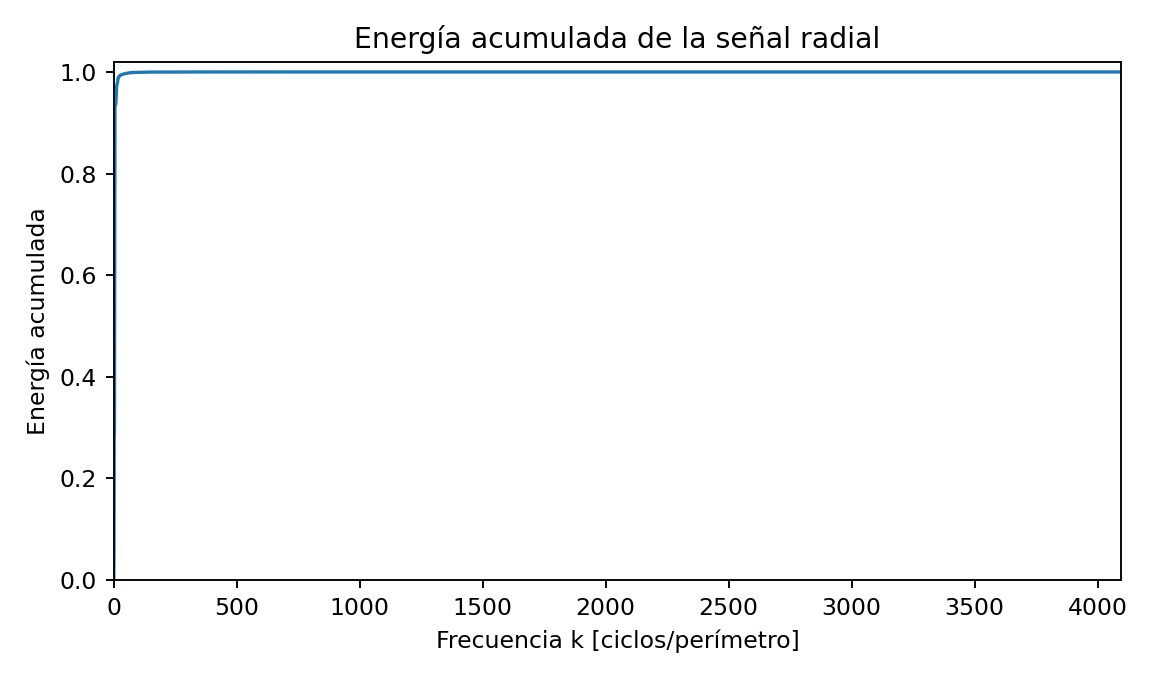 Energía acumulada de la señal radial
1.0
0.8
0.6
0.4
0.2
0.0
Energía acumulada
0 500 1000 1500 2000 2500 3000 3500 4000
Frecuencia k [ciclos/perímetro]